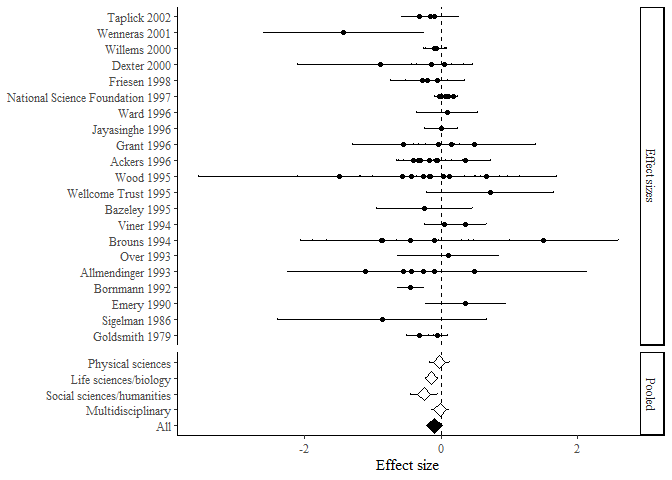 Taplick 2002
Wenneras 2001
Willems 2000
Dexter 2000
Friesen 1998
National Science Foundation 1997
Ward 1996
Jayasinghe 1996
Grant 1996
Ackers 1996
Wood 1995
Wellcome Trust 1995
Bazeley 1995
Viner 1994
Brouns 1994
Over 1993
Allmendinger 1993
Bornmann 1992
Emery 1990
Sigelman 1986
Goldsmith 1979
Effect sizes
Physical sciences
Life sciences/biology
Social sciences/humanities
Multidisciplinary
All
Pooled
-2 0 2
Effect size